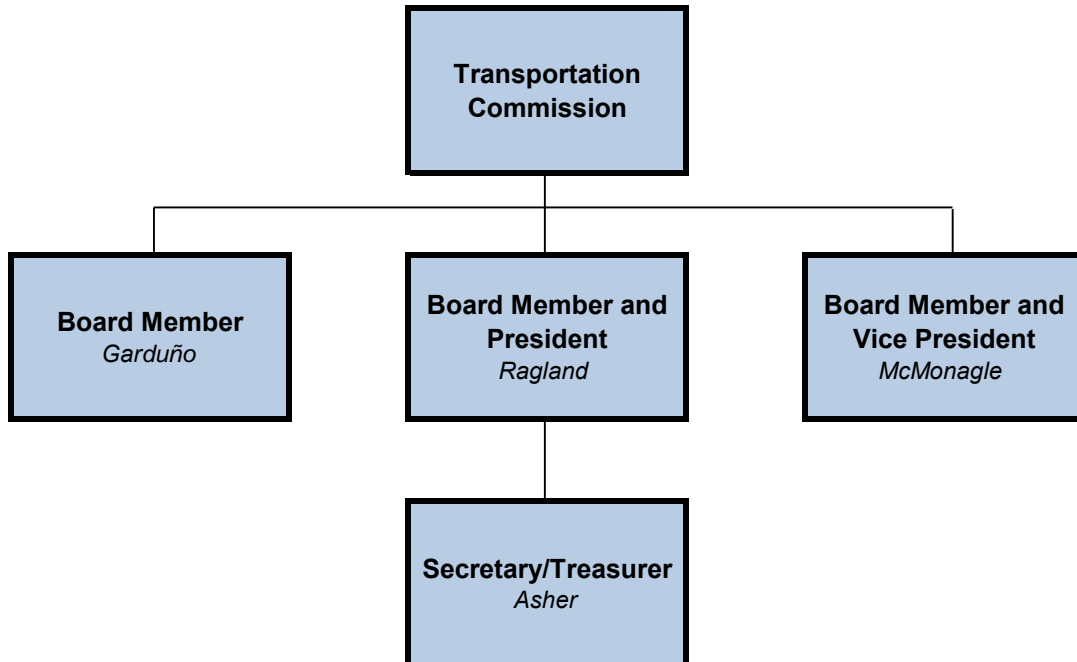 Transportation
Commission
Board Member
Garduño
Board Member and
President
Ragland
Board Member and
Vice President
McMonagle
Secretary/Treasurer
Asher